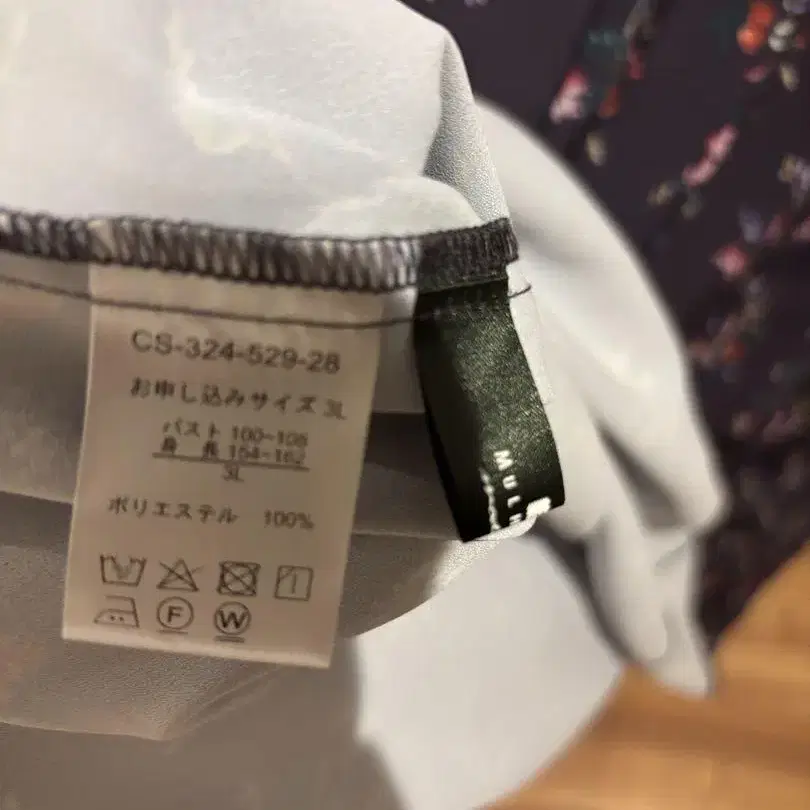 CS-324-529-28
お申し込みサイズ 3L
バスト 100~108
身 長 154~162
3L
ポリエステル 100%
F W